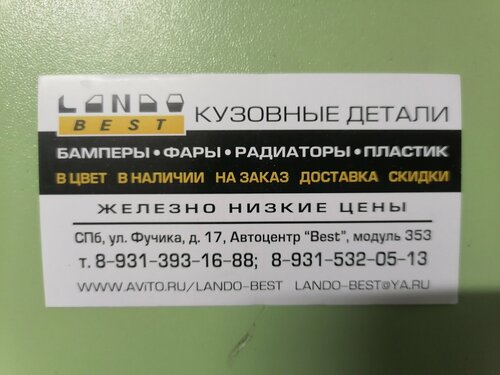 LANDO
BEST
КУЗОВНЫЕ ДЕТАЛИ
БАМПЕРЫ • ФАРЫ • РАДИАТОРЫ • ПЛАСТИК
В ЦВЕТ В НАЛИЧИИ НА ЗАКАЗ ДОСТАВКА СКИДКИ
ЖЕЛЕЗНО НИЗКИЕ ЦЕНЫ
СПб, ул. Фучика, д. 17, Автоцентр "Best", модуль 353
т. 8-931-393-16-88; 8-931-532-05-13
WWW.AVITO.RU/LANDO-BEST LANDO-BEST@YA.RU